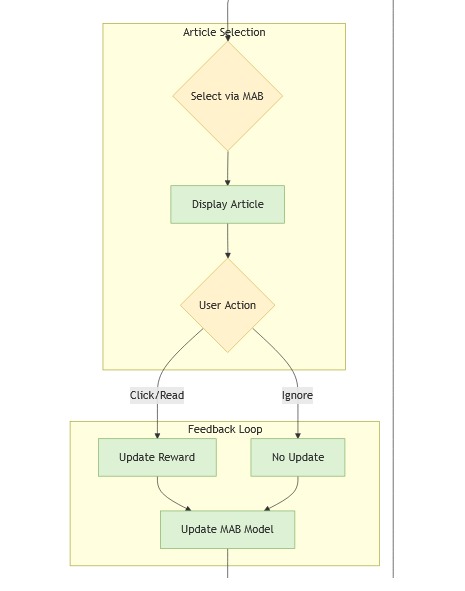 Article Selection
Select via MAB
Display Article
User Action
Click/Read
Ignore
Feedback Loop
Update Reward
No Update
Update MAB Model